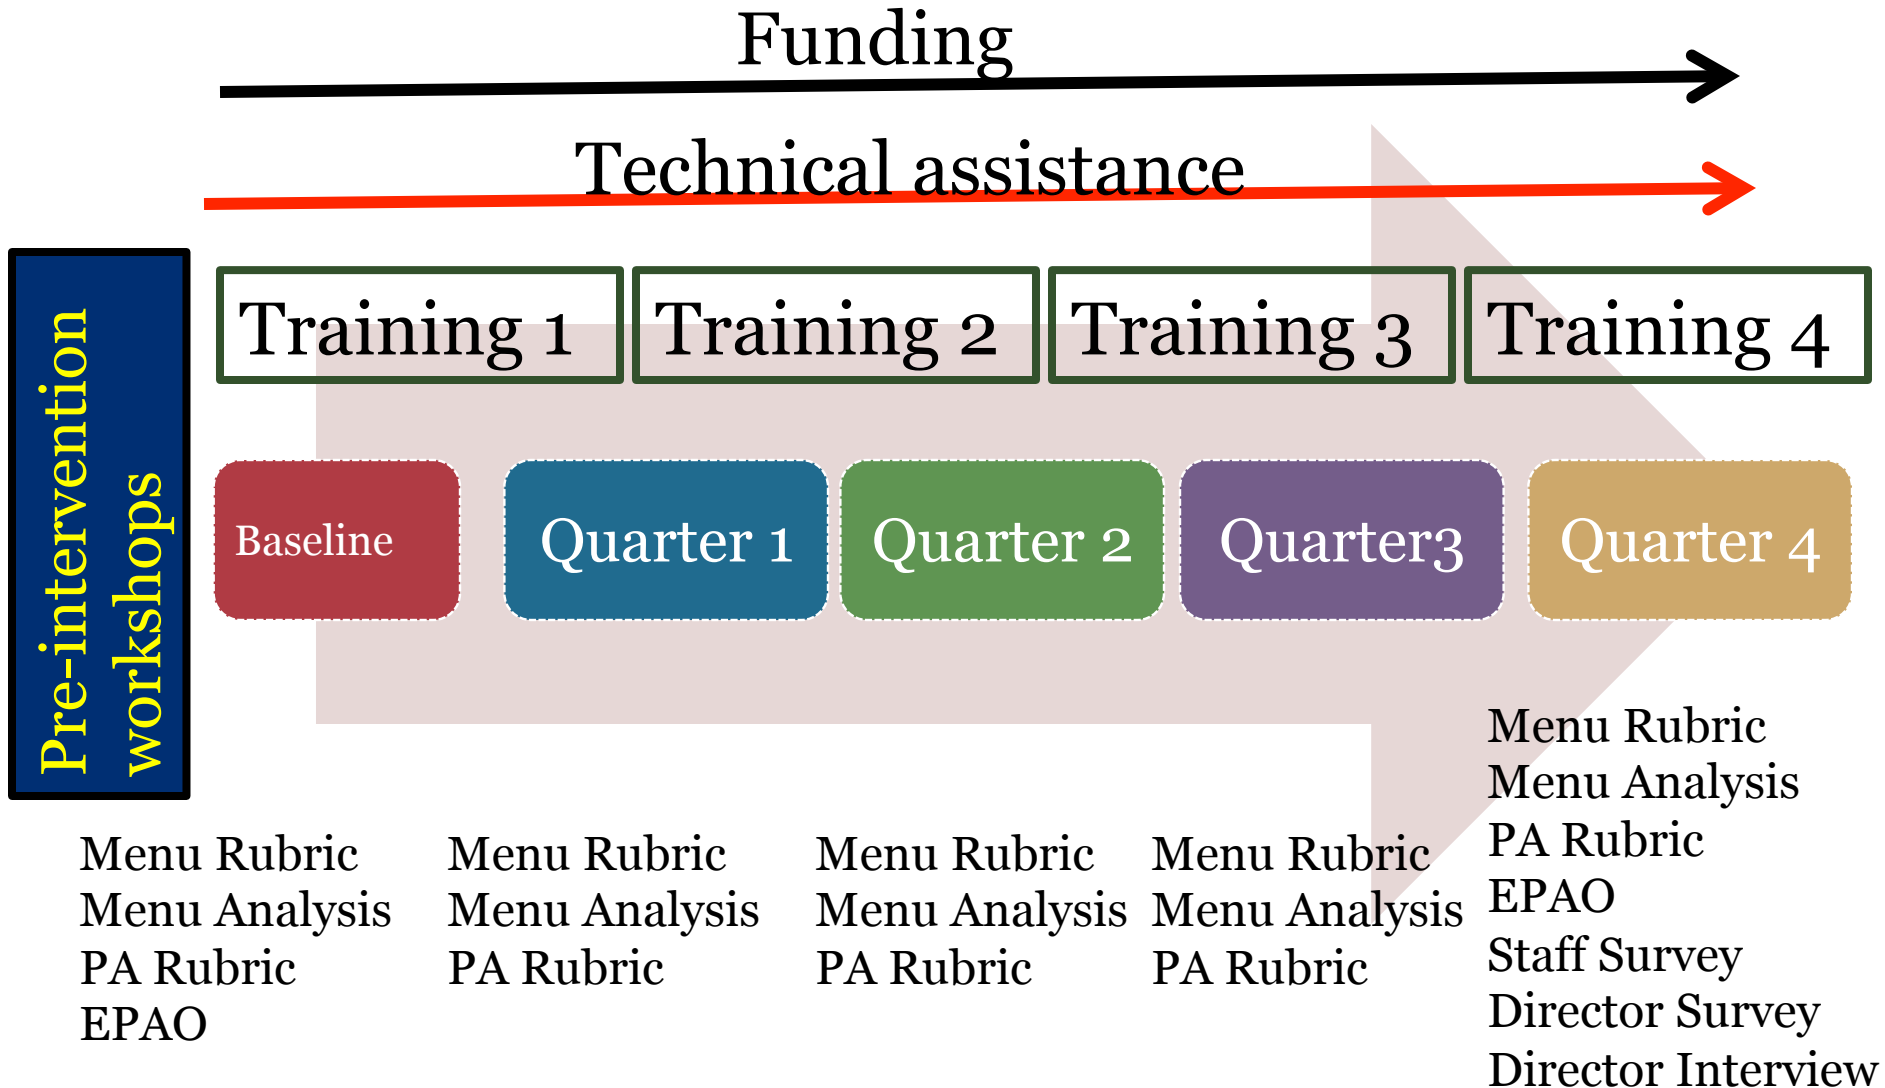 Funding
Technical assistance
Pre-intervention
workshops
Training 1
Training 2
Training 3
Training 4
Baseline
Quarter 1
Quarter 2
Quarter3
Quarter 4
Menu Rubric
Menu Analysis
PA Rubric
EPAO
Menu Rubric
Menu Analysis
PA Rubric
Menu Rubric
Menu Analysis
PA Rubric
Menu Rubric
Menu Analysis
PA Rubric
Menu Rubric
Menu Analysis
PA Rubric
EPAO
Staff Survey
Director Survey
Director Interview